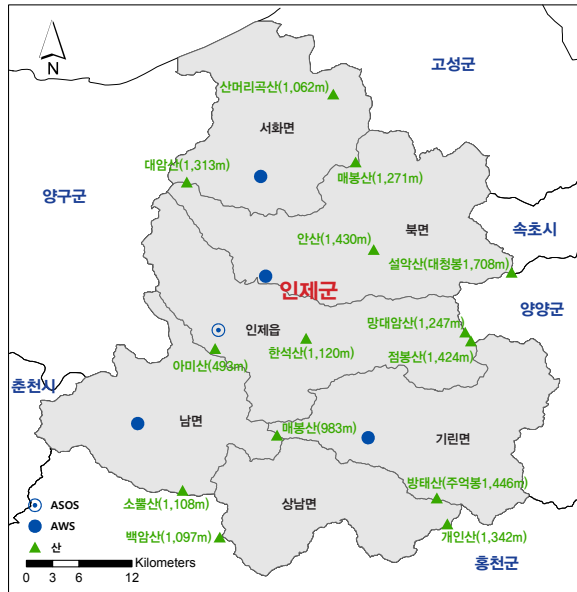 N
고성군
산머리곡산(1,062m)
서화면
대암산(1,313m)
매봉산(1,271m)
양구군
북면
속초시
안산(1,430m)
설악산(대청봉1,708m)
인제군
양양군
망대암산(1,247m)
인제읍
한석산(1,120m)
점봉산(1,424m)
아미산(493m)
춘천시
남면
매봉산(983m)
기린면
방태산(주억봉1,446m)
소뿔산(1,108m)
상남면
백암산(1,097m)
개인산(1,342m)
홍천군
ASOS
AWS
산
Kilometers
0 3 6 12